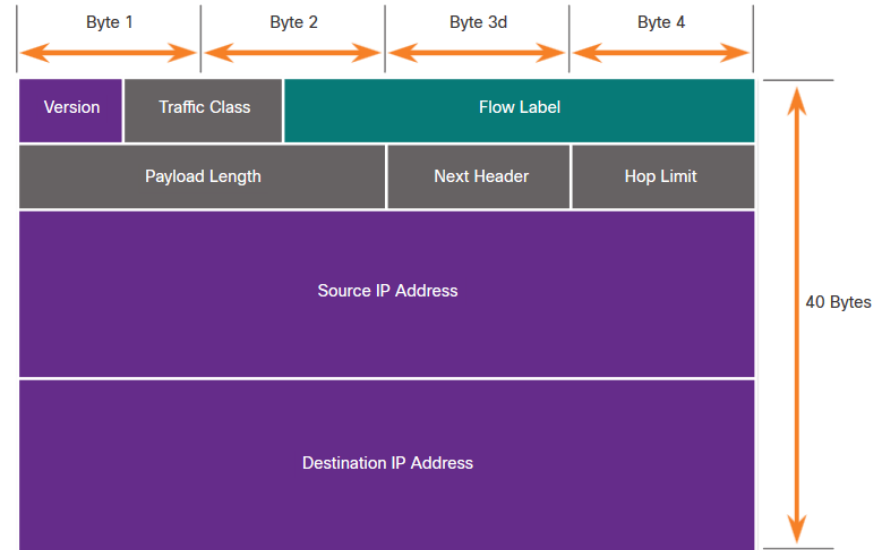 Byte 1 Byte 2 Byte 3d Byte 4
Version Traffic Class Flow Label
Payload Length Next Header Hop Limit
Source IP Address
40 Bytes
Destination IP Address